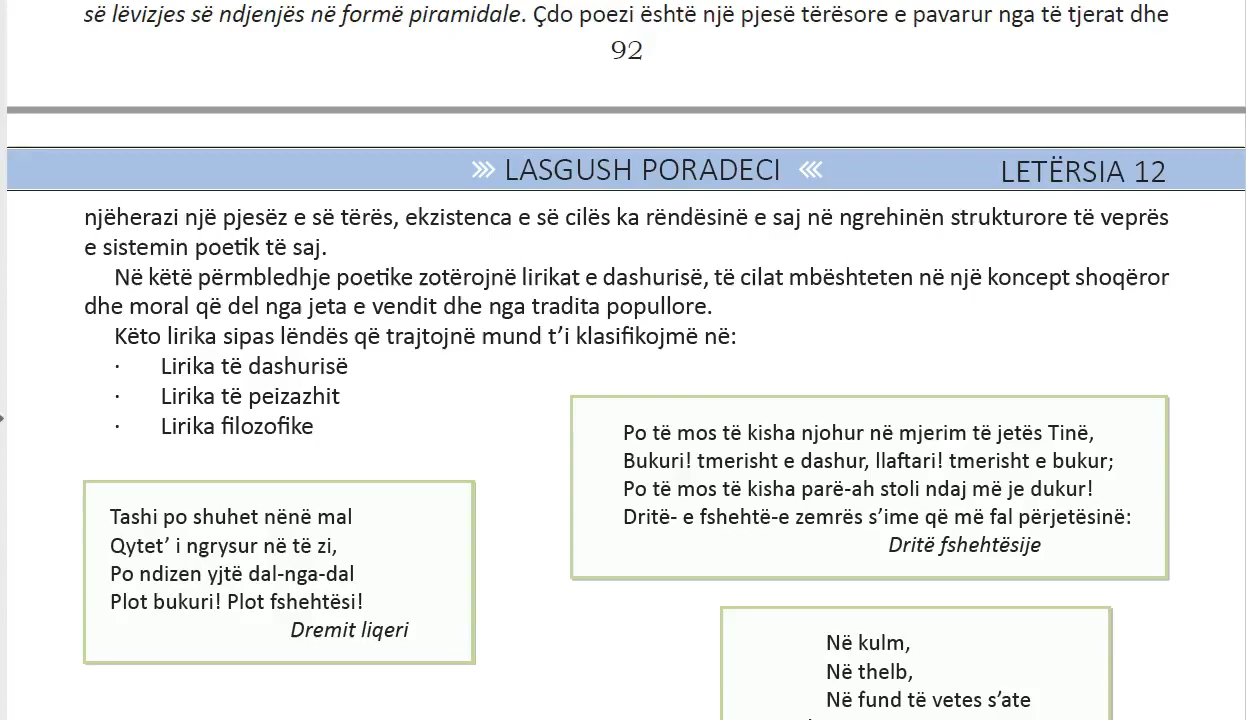 së lëvizjes së ndjenjës në formë piramidale. Çdo poezi është një pjesë tërësore e pavarur nga të tjerat dhe
92
LASGUSH PORADECI
LETËRSIA 12
njëherazi një pjesëz e së tërës, ekzistenca e së cilës ka rëndësinë e saj në ngrehinën strukturore të veprës
e sistemin poetik të saj.
Në këtë përmbledhje poetike zotërojnë lirikat e dashurisë, të cilat mbështeten në një koncept shoqëror
dhe moral që del nga jeta e vendit dhe nga tradita popullore.
Këto lirika sipas lëndës që trajtojnë mund t’i klasifikojmë në:
· Lirika të dashurisë
· Lirika të peizazhit
· Lirika filozofike
Po të mos të kisha njohur në mjerim të jetës Tinë,
Bukuri! tmerisht e dashur, llaftari! tmerisht e bukur;
Po të mos të kisha parë-ah stoli ndaj më je dukur!
Dritë- e fshehtë-e zemrës s’ime që më fal përjetësinë:
Dritë fshehtësije
Tashi po shuhet nënë mal
Qytet’ i ngrysur në të zi,
Po ndizen yjtë dal-nga-dal
Plot bukuri! Plot fshehtësi!
Dremit liqeri
Në kulm,
Në thelb,
Në fund të vetes s’ate